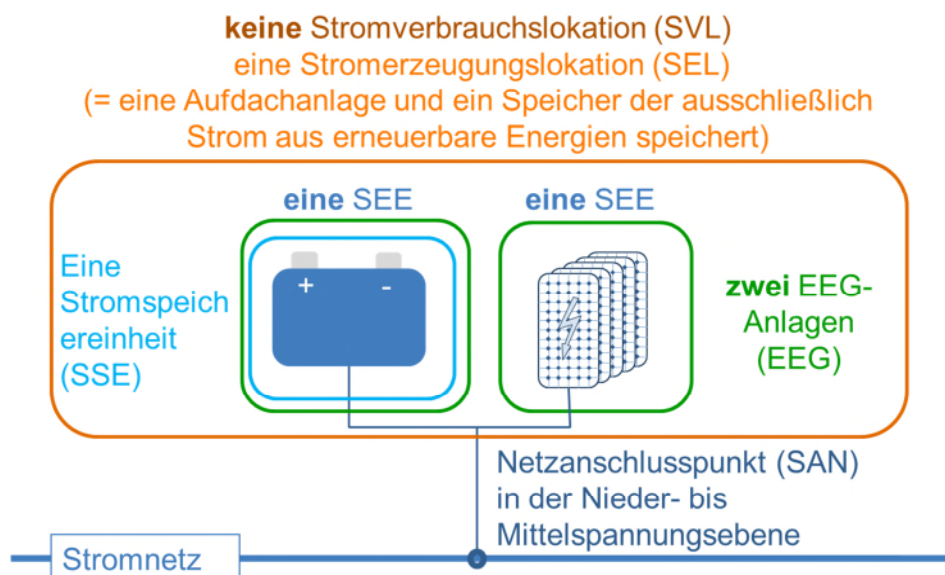 keine Stromverbrauchslokation (SVL)
eine Stromerzeugungslokation (SEL)
(= eine Aufdachanlage und ein Speicher der ausschließlich
Strom aus erneuerbare Energien speichert)
eine SEE
eine SEE
Eine
Stromspeich
ereinheit
(SSE)
+ -
zwei EEG-
Anlagen
(EEG)
Netzanschlusspunkt (SAN)
in der Nieder- bis
Mittelspannungsebene
Stromnetz